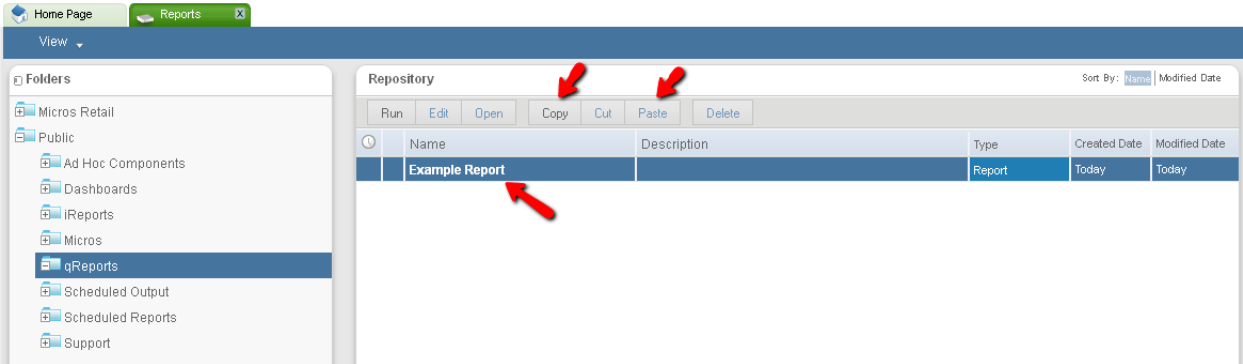 Home Page Reports
View
Folders
Micros Retail
Public
Ad Hoc Components
Dashboards
iReports
Micros
qReports
Scheduled Output
Scheduled Reports
Support
Repository Sort By: Name Modified Date
Run Edit Open Copy Cut Paste Delete
Name Description Type Created Date Modified Date
Example Report Report Today Today